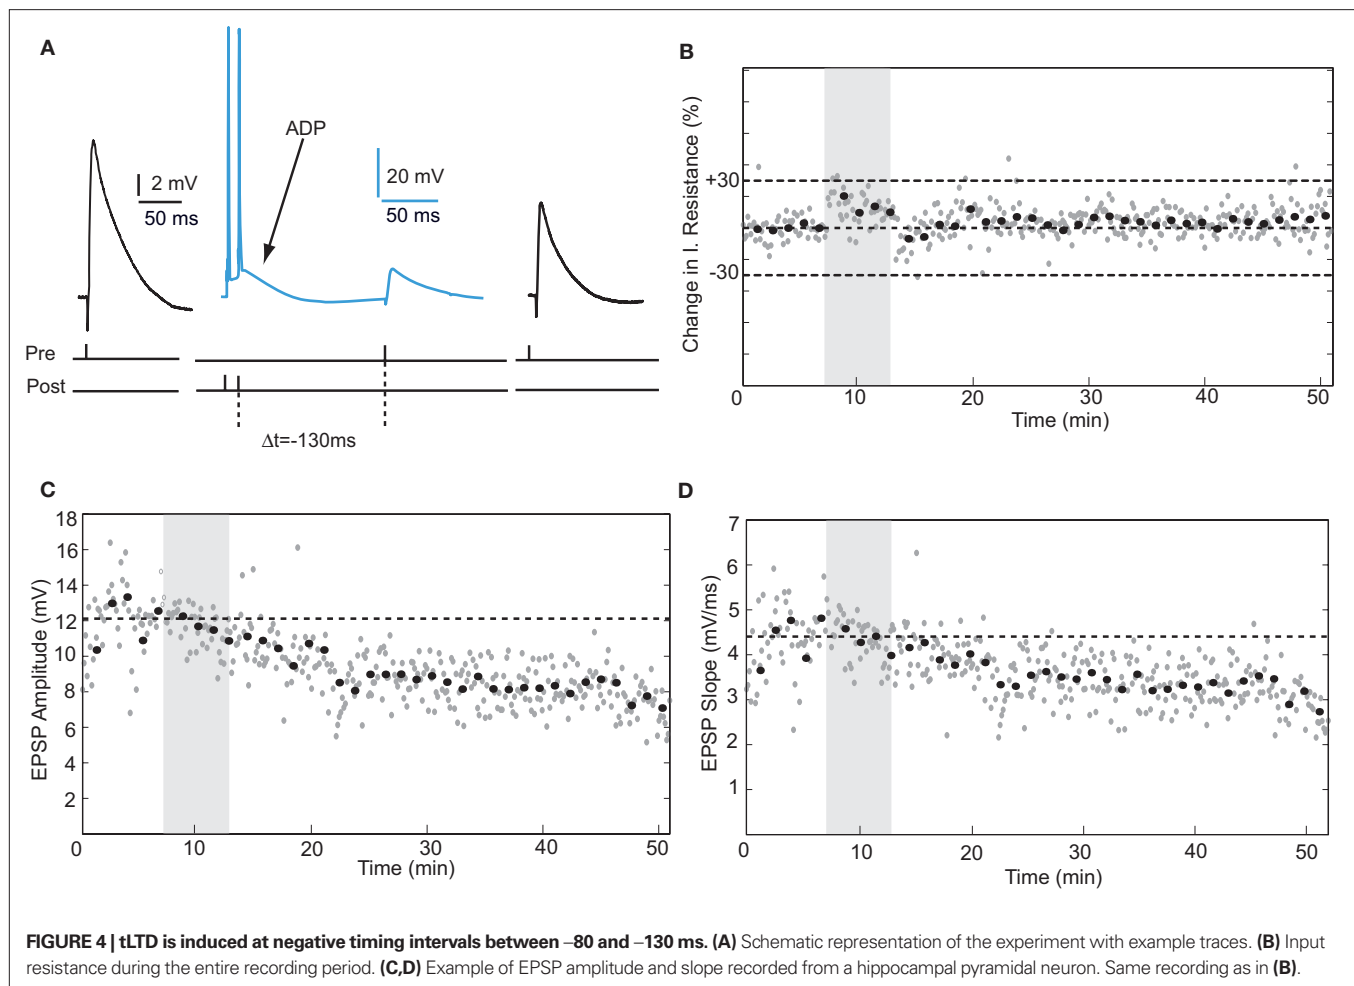 A
ADP
2 mV
50 ms
20 mV
50 ms
Pre
Post
Δt=-130ms
B
Change in I. Resistance (%)
+30
-30
0
10
20
30
40
50
Time (min)
C
EPSP Amplitude (mV)
18
16
14
12
10
8
6
4
2
0
10
20
30
40
50
Time (min)
D
EPSP Slope (mV/ms)
7
6
5
4
3
2
1
0
10
20
30
40
50
Time (min)
FIGURE 4 | tLTD is induced at negative timing intervals between –80 and –130 ms. (A) Schematic representation of the experiment with example traces. (B) Input
resistance during the entire recording period. (C,D) Example of EPSP amplitude and slope recorded from a hippocampal pyramidal neuron. Same recording as in (B).